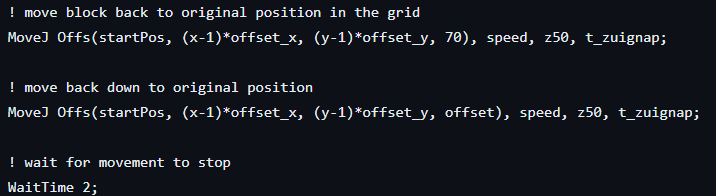 ! move block back to original position in the grid
MoveJ Offs(startPos, (x-1)*offset_x, (y-1)*offset_y, 70), speed, z50, t_zuignap;
! move back down to original position
MoveJ Offs(startPos, (x-1)*offset_x, (y-1)*offset_y, offset), speed, z50, t_zuignap;
! wait for movement to stop
WaitTime 2;